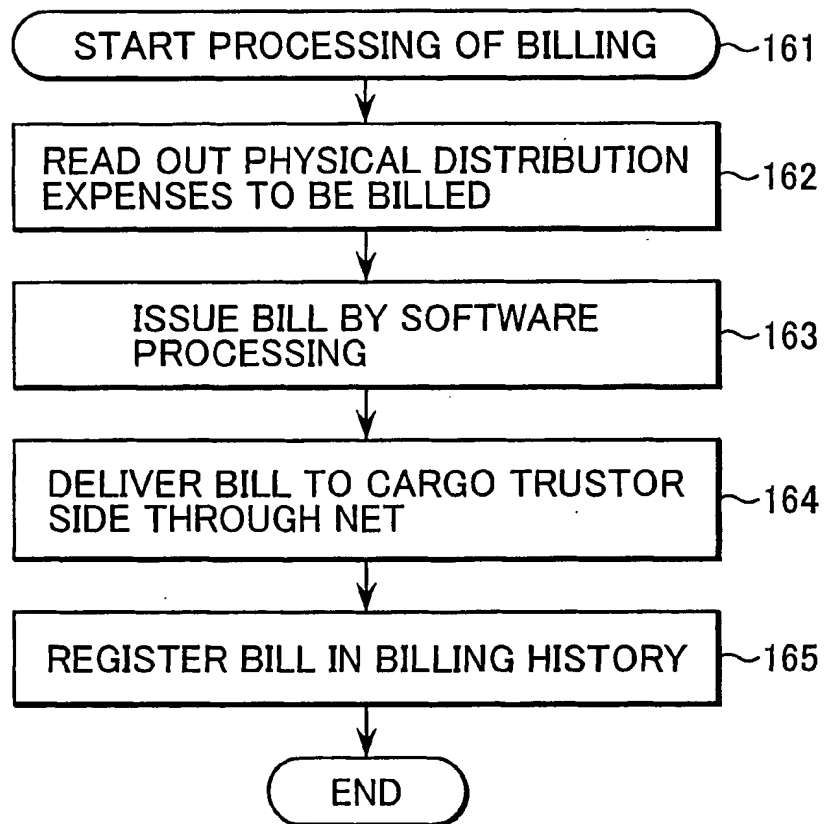 START PROCESSING OF BILLING
161
READ OUT PHYSICAL DISTRIBUTION
EXPENSES TO BE BILLED
162
ISSUE BILL BY SOFTWARE
PROCESSING
163
DELIVER BILL TO CARGO TRUSTOR
SIDE THROUGH NET
164
REGISTER BILL IN BILLING HISTORY
165
END